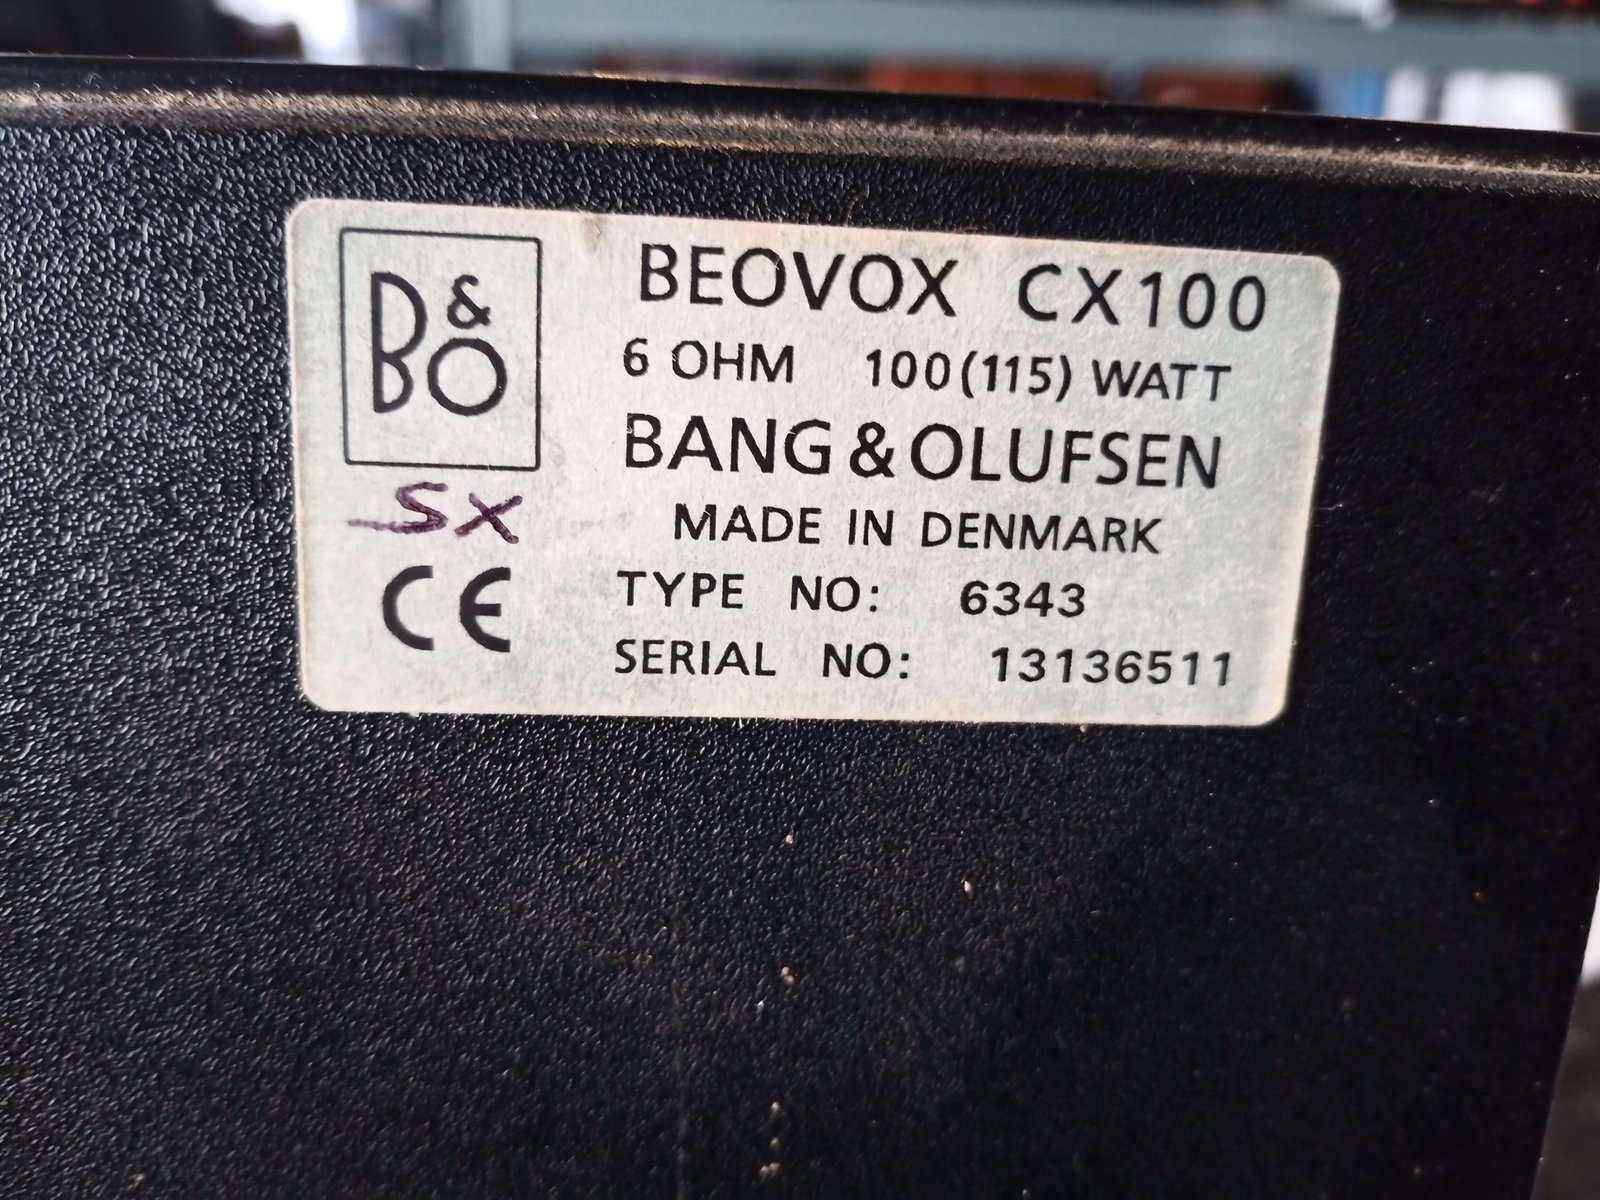 B&O
BEOVOX CX100
6 OHM 100(115) WATT
BANG & OLUFSEN
MADE IN DENMARK
SX
CE
TYPE NO: 6343
SERIAL NO: 13136511